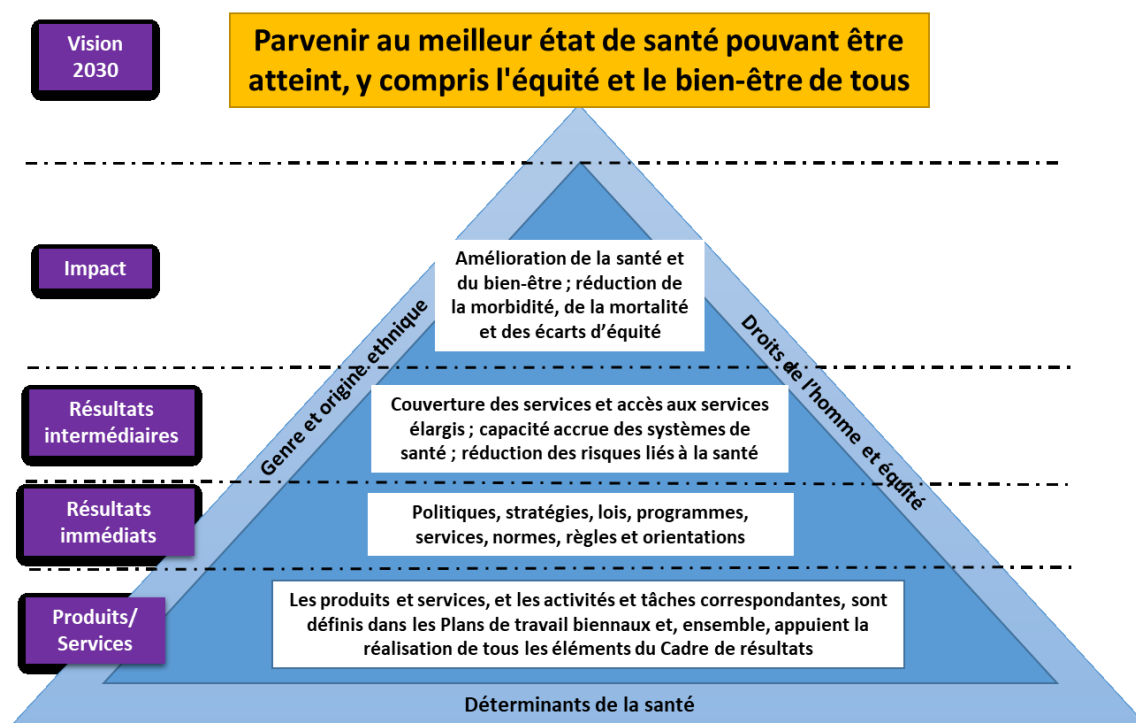 Vision
2030
Parvenir au meilleur état de santé pouvant être
atteint, y compris l'équité et le bien-être de tous
Impact
Amélioration de la santé et
du bien-être ; réduction de
la morbidité, de la mortalité
et des écarts d’équité
Genre et origine ethnique
Droits de l’homme et équité
Résultats
intermédiaires
Couverture des services et accès aux services
élargis ; capacité accrue des systèmes de
santé ; réduction des risques liés à la santé
Résultats
immédiats
Politiques, stratégies, lois, programmes,
services, normes, règles et orientations
Produits/
Services
Les produits et services, et les activités et tâches correspondantes, sont
définis dans les Plans de travail biennaux et, ensemble, appuient la
réalisation de tous les éléments du Cadre de résultats
Déterminants de la santé